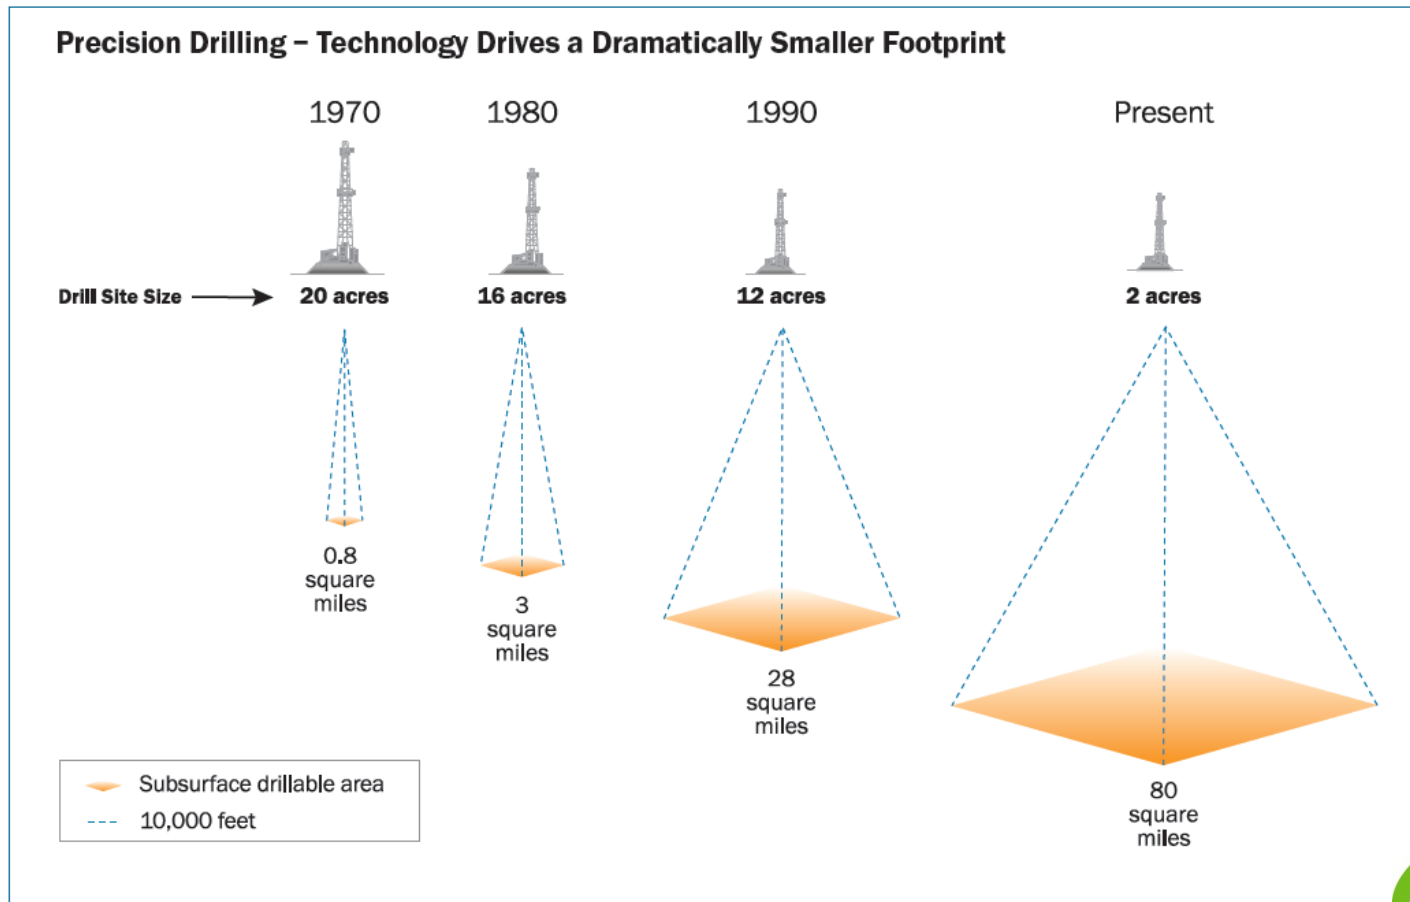 Precision Drilling – Technology Drives a Dramatically Smaller Footprint
1970
1980
1990
Present
Drill Site Size
20 acres
16 acres
12 acres
2 acres
0.8
square
miles
3
square
miles
28
square
miles
80
square
miles
Subsurface drillable area
10,000 feet